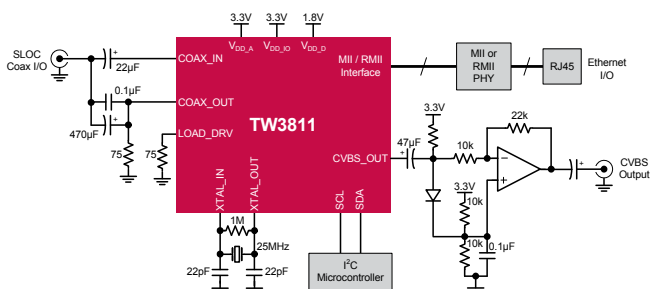 3.3V 3.3V 1.8V
SLOC
Coax I/O
22µF
COAX_IN
VDD_A VDD_IO VDD_D
MII / RMII
Interface
MII or
RMII
PHY
RJ45
Ethernet
I/O
0.1µF
COAX_OUT
470µF
TW3811
LOAD_DRV
75
75
CVBS_OUT
47µF
3.3V
10k
22k
−
+
+
+
+
+
CVBS
Output
3.3V
10k
10k
0.1µF
XTAL_IN
XTAL_OUT
SCL
SDA
1M
25MHz
22pF
22pF
I²C
Microcontroller